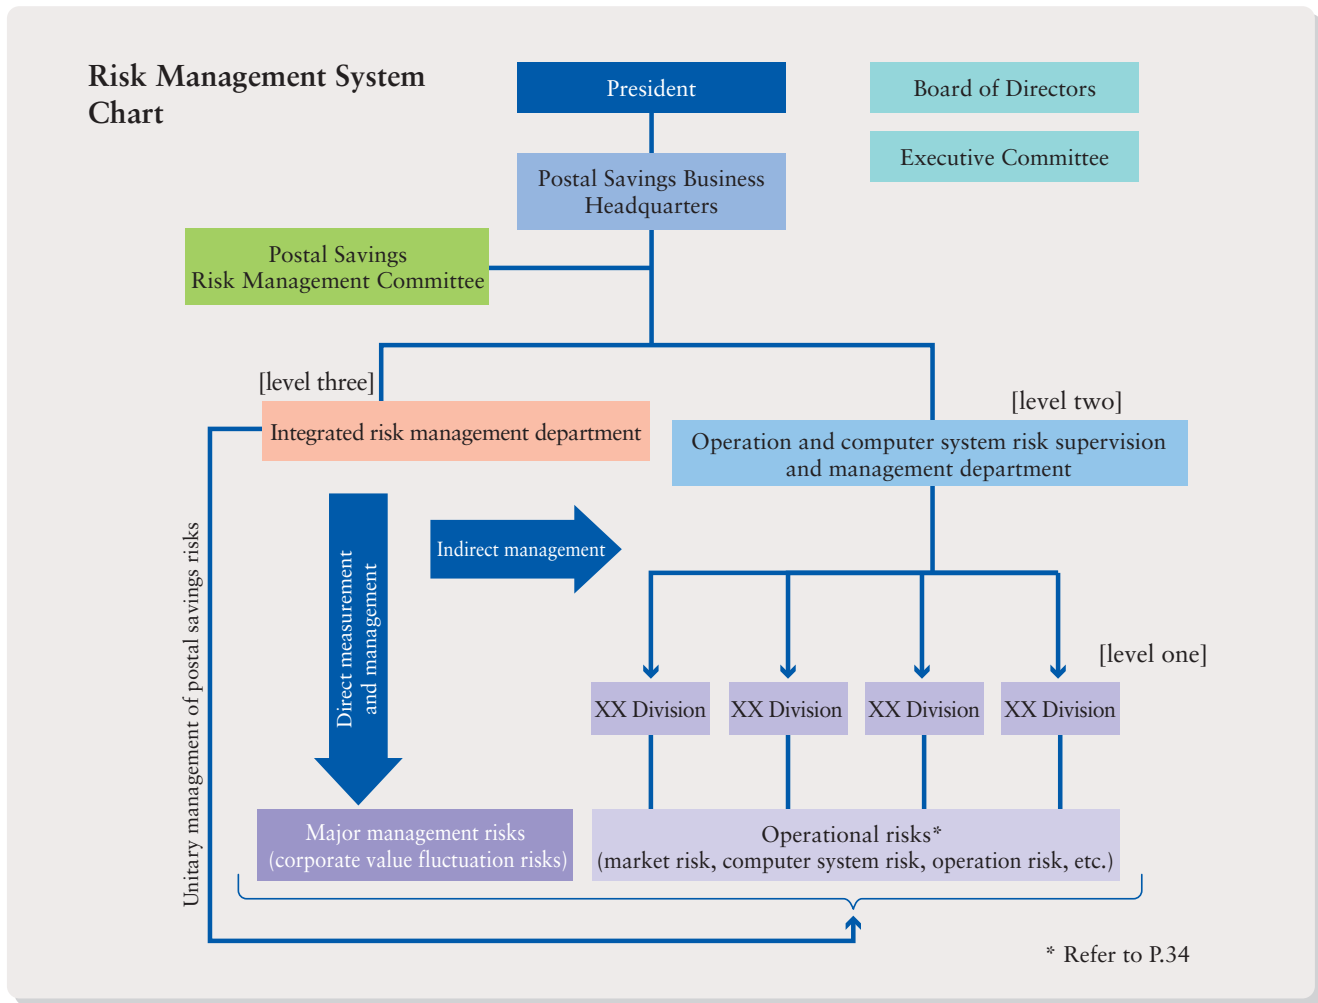 Risk Management System
Chart
President
Board of Directors
Executive Committee
Postal Savings Business
Headquarters
Postal Savings
Risk Management Committee
[level three]
Integrated risk management department
[level two]
Operation and computer system risk supervision
and management department
Unitary management of postal savings risks
Direct measurement
and management
Indirect management
[level one]
XX Division
XX Division
XX Division
XX Division
Major management risks
(corporate value fluctuation risks)
Operational risks*
(market risk, computer system risk, operation risk, etc.)
* Refer to P.34